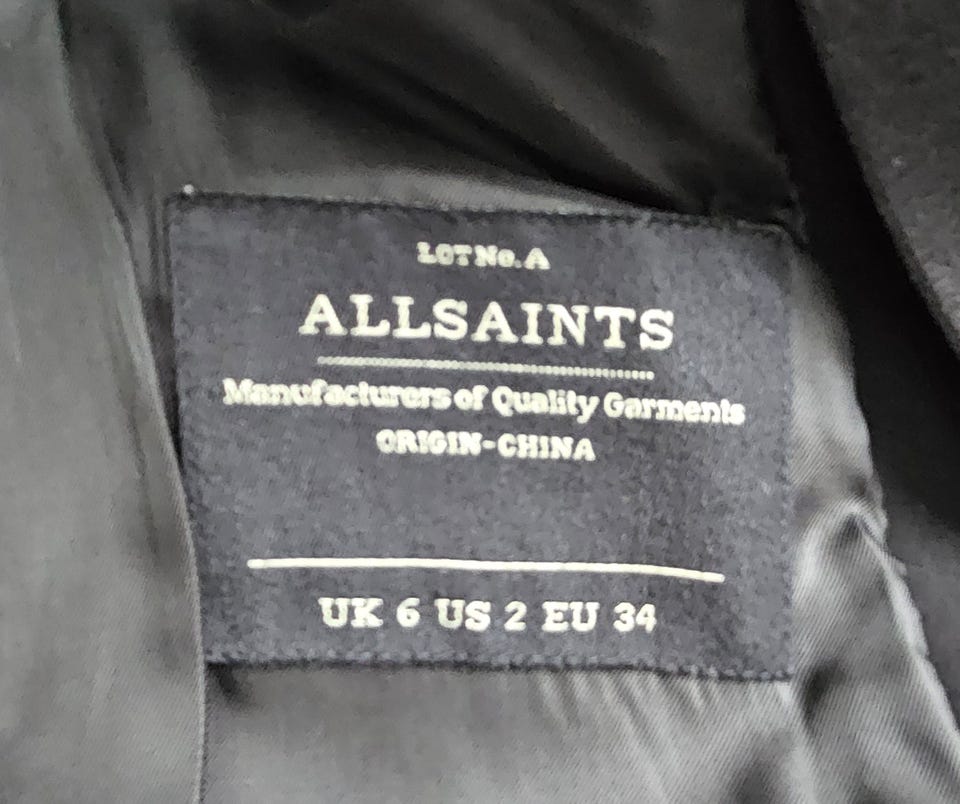 LOT No. A
ALLSAINTS
Manufacturers of Quality Garments
ORIGIN-CHINA
UK 6 US 2 EU 34